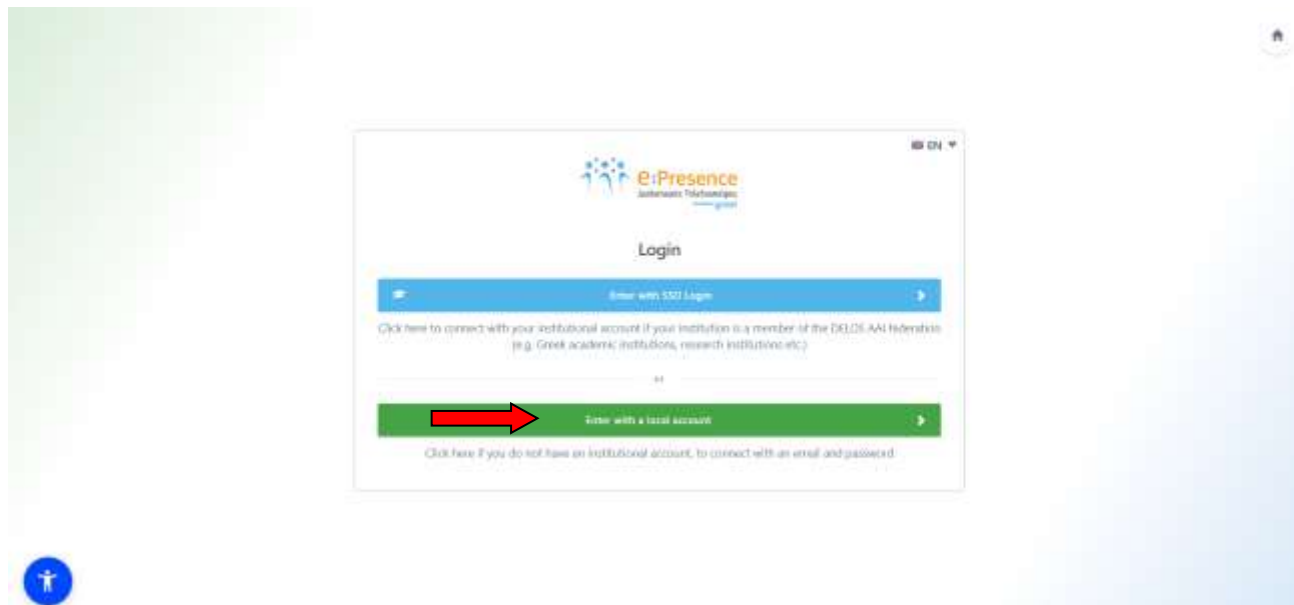 EN
e:Presence
gr
Login
Enter with SSO Login
Click here to connect with your institutional account if your institution is a member of the DELOS AAI federation
(e.g. Greek academic institutions, research institutions etc.)
or
Enter with a local account
Click here if you do not have an institutional account, to connect with an email and password